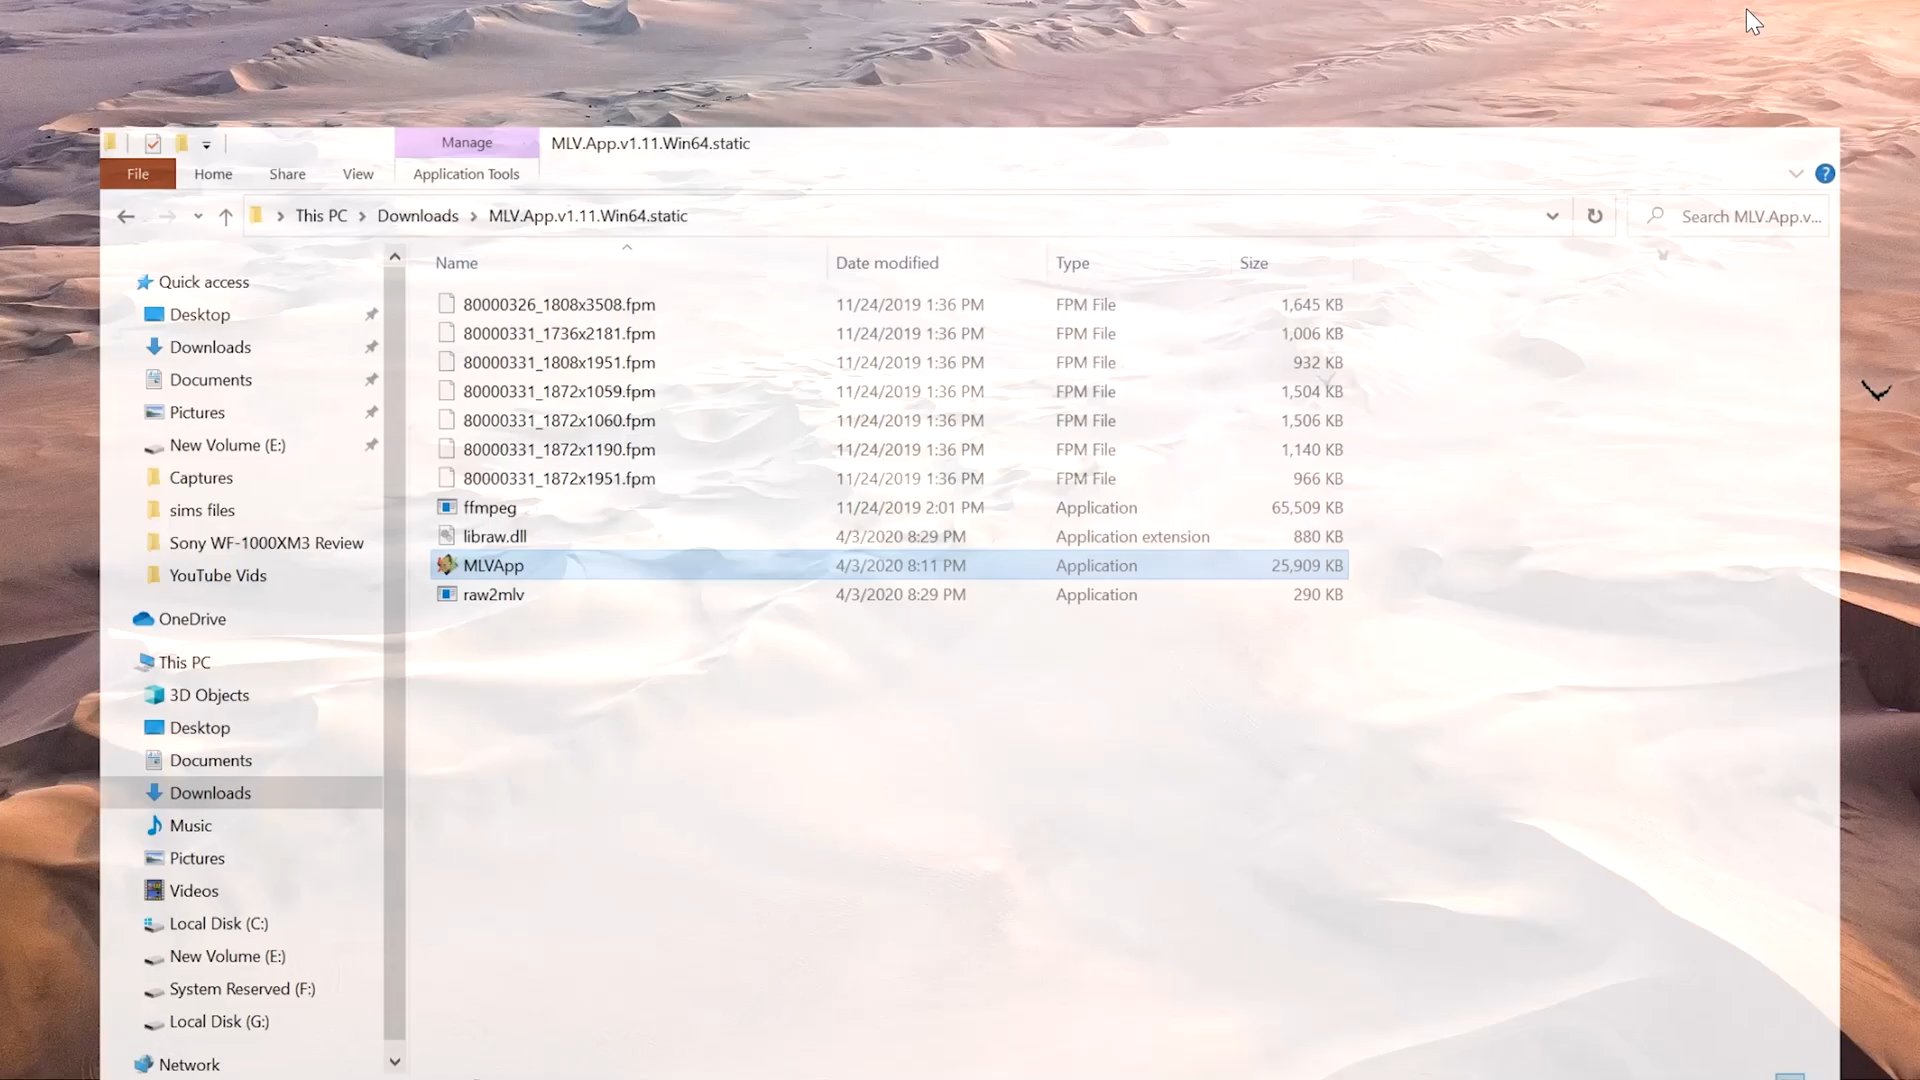 Manage
MLV.App.v1.11.Win64.static
File
Home
Share
View
Application Tools
?
This PC
Downloads
MLV.App.v1.11.Win64.static
Search MLV.App.v...
Name
Date modified
Type
Size
Quick access
Desktop
Downloads
Documents
Pictures
New Volume (E:)
Captures
sims files
Sony WF-1000XM3 Review
YouTube Vids
OneDrive
This PC
3D Objects
Desktop
Documents
Downloads
Music
Pictures
Videos
Local Disk (C:)
New Volume (E:)
System Reserved (F:)
Local Disk (G:)
Network
80000326_1808x3508.fpm 11/24/2019 1:36 PM FPM File 1,645 KB
80000331_1736x2181.fpm 11/24/2019 1:36 PM FPM File 1,006 KB
80000331_1808x1951.fpm 11/24/2019 1:36 PM FPM File 932 KB
80000331_1872x1059.fpm 11/24/2019 1:36 PM FPM File 1,504 KB
80000331_1872x1060.fpm 11/24/2019 1:36 PM FPM File 1,506 KB
80000331_1872x1190.fpm 11/24/2019 1:36 PM FPM File 1,140 KB
80000331_1872x1951.fpm 11/24/2019 1:36 PM FPM File 966 KB
ffmpeg 11/24/2019 2:01 PM Application 65,509 KB
libraw.dll 4/3/2020 8:29 PM Application extension 880 KB
MLVApp 4/3/2020 8:11 PM Application 25,909 KB
raw2mlv 4/3/2020 8:29 PM Application 290 KB